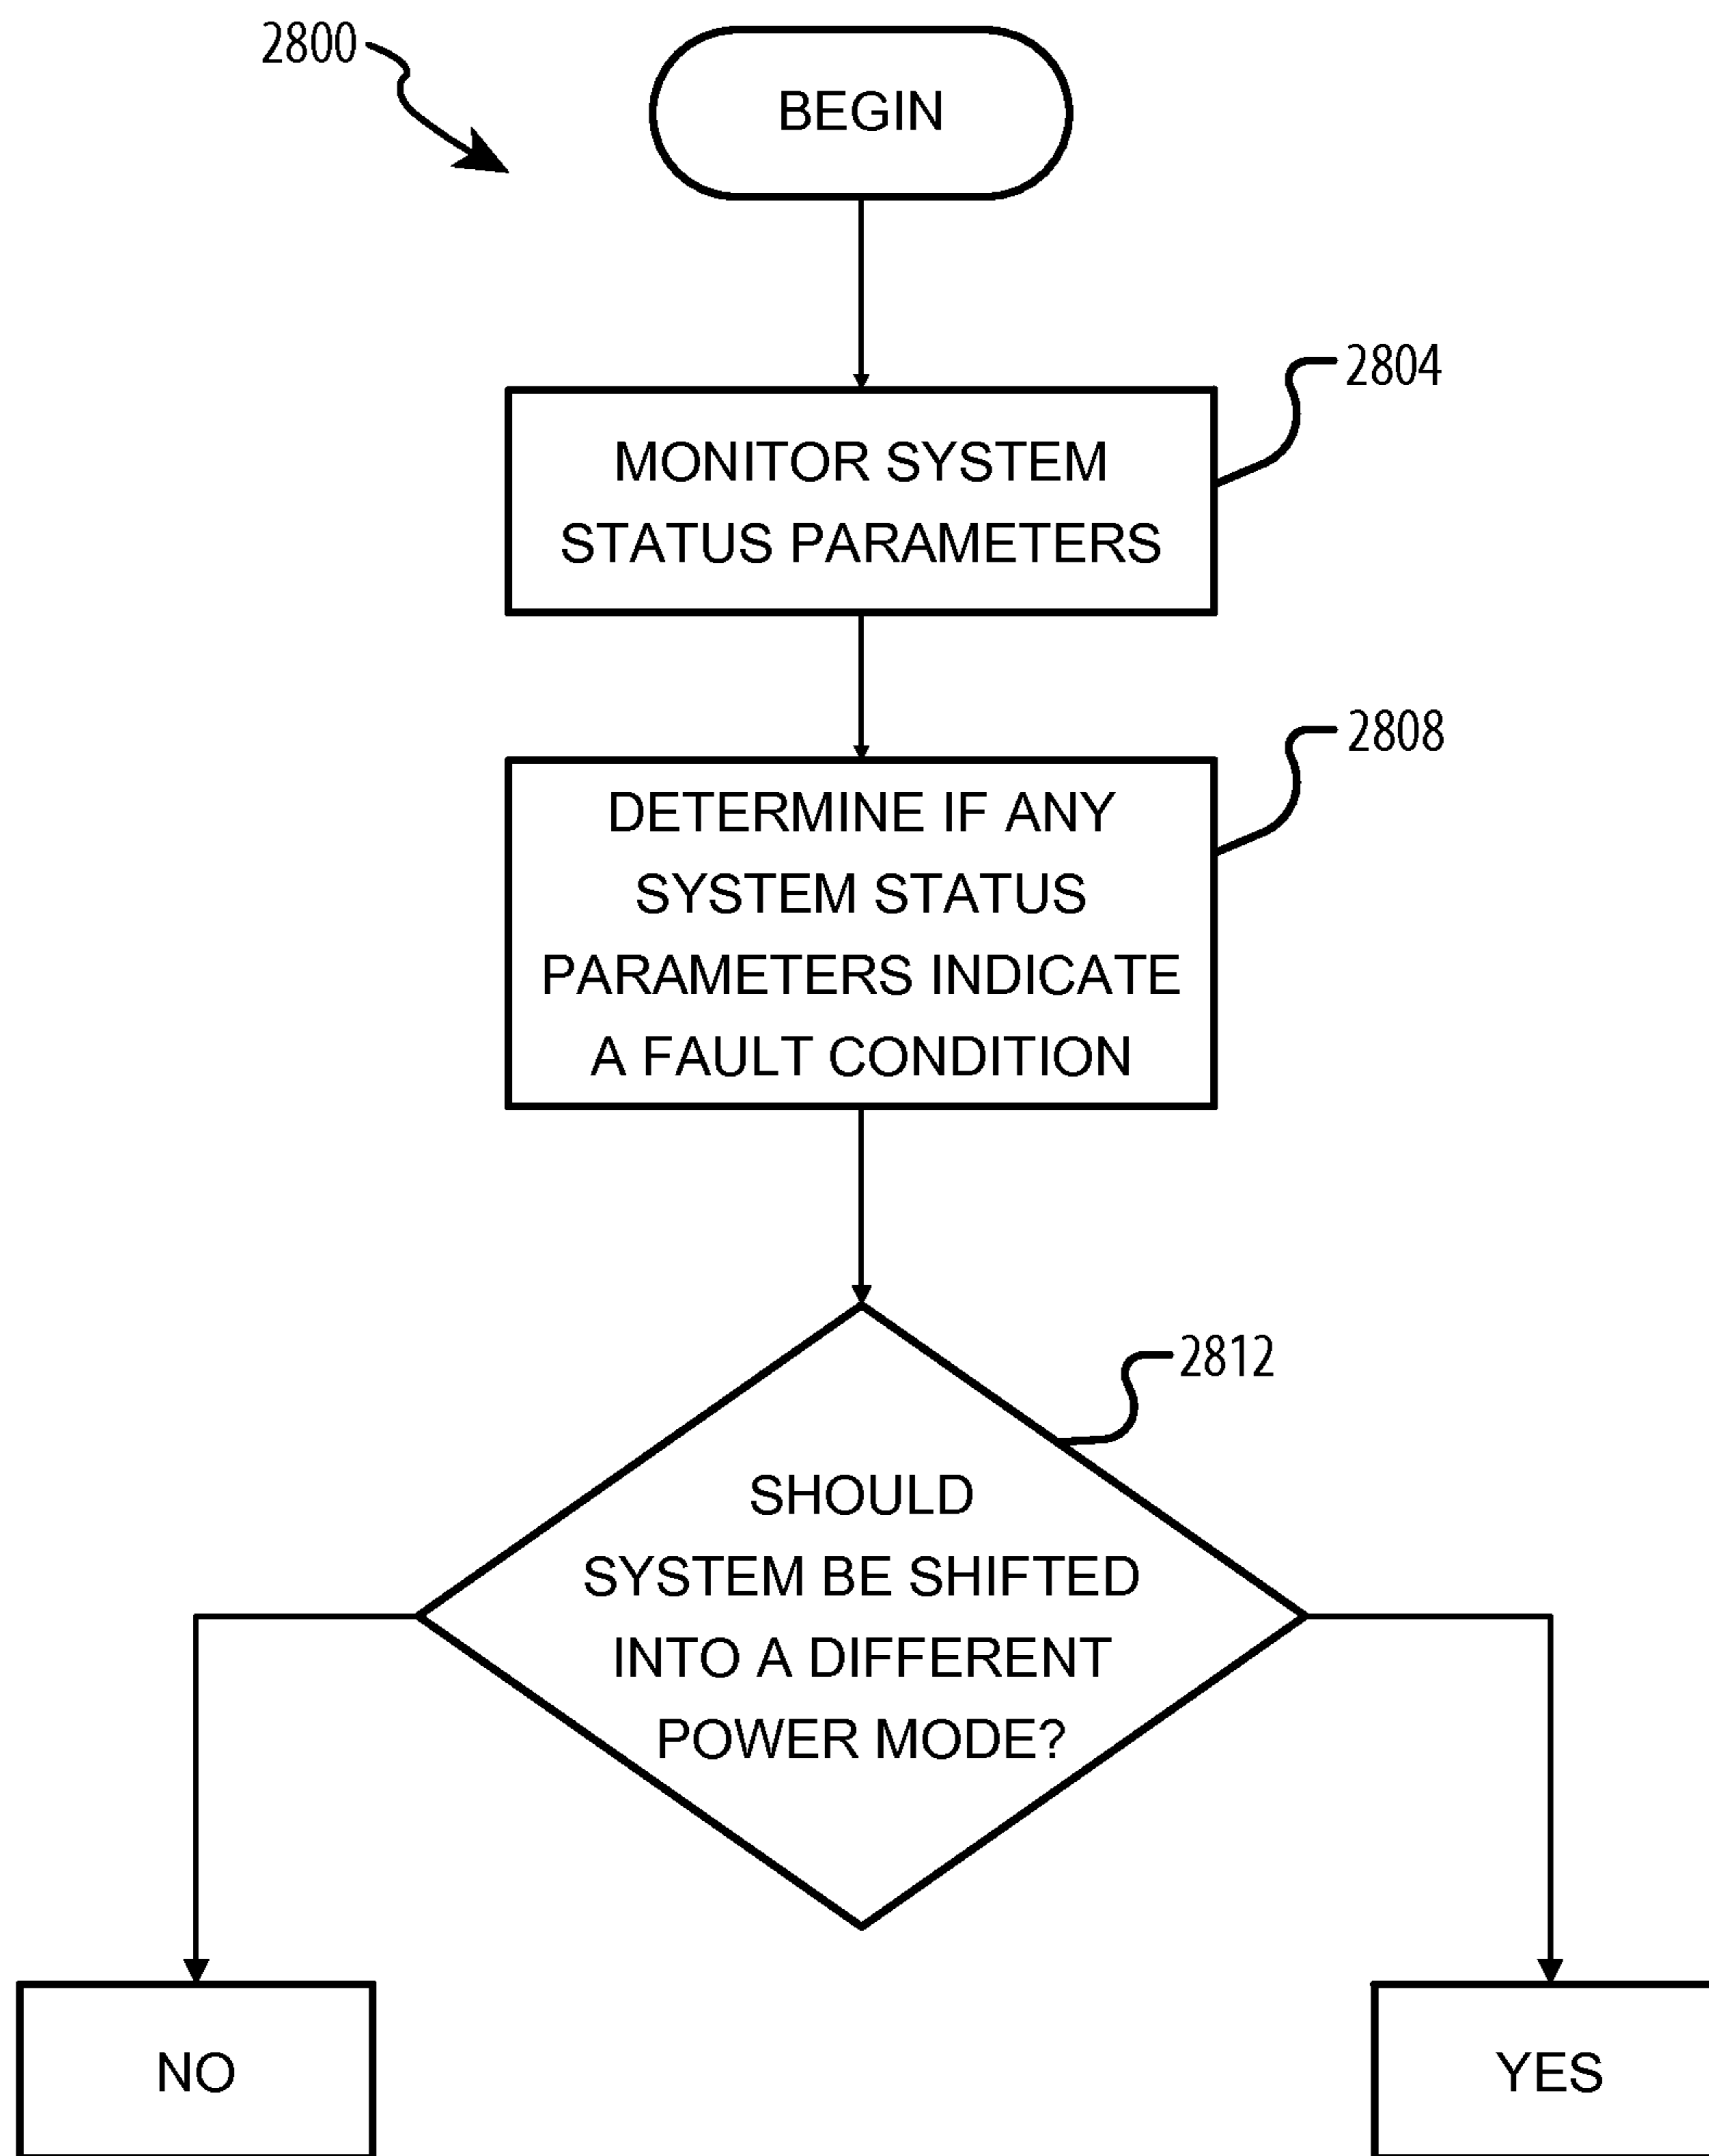 2800
BEGIN
2804
MONITOR SYSTEM
STATUS PARAMETERS
2808
DETERMINE IF ANY
SYSTEM STATUS
PARAMETERS INDICATE
A FAULT CONDITION
2812
SHOULD
SYSTEM BE SHIFTED
INTO A DIFFERENT
POWER MODE?
NO
YES